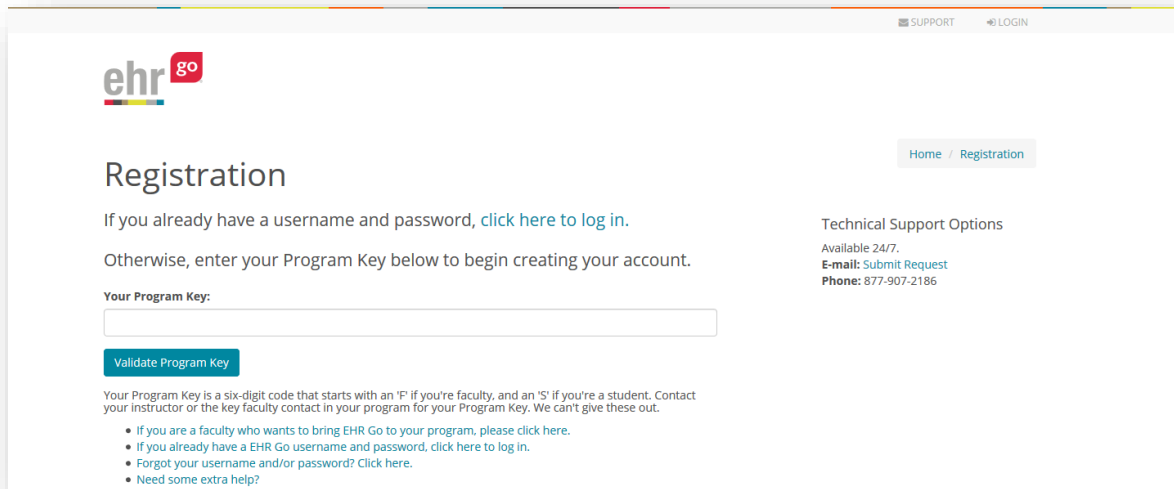 SUPPORT
LOGIN
ehr go
Home / Registration
Registration
If you already have a username and password, click here to log in.
Otherwise, enter your Program Key below to begin creating your account.
Your Program Key:
Validate Program Key
Your Program Key is a six-digit code that starts with an 'F' if you're faculty, and an 'S' if you're a student. Contact
your instructor or the key faculty contact in your program for your Program Key. We can't give these out.
If you are a faculty who wants to bring EHR Go to your program, please click here.
If you already have a EHR Go username and password, click here to log in.
Forgot your username and/or password? Click here.
Need some extra help?
Technical Support Options
Available 24/7.
E-mail: Submit Request
Phone: 877-907-2186